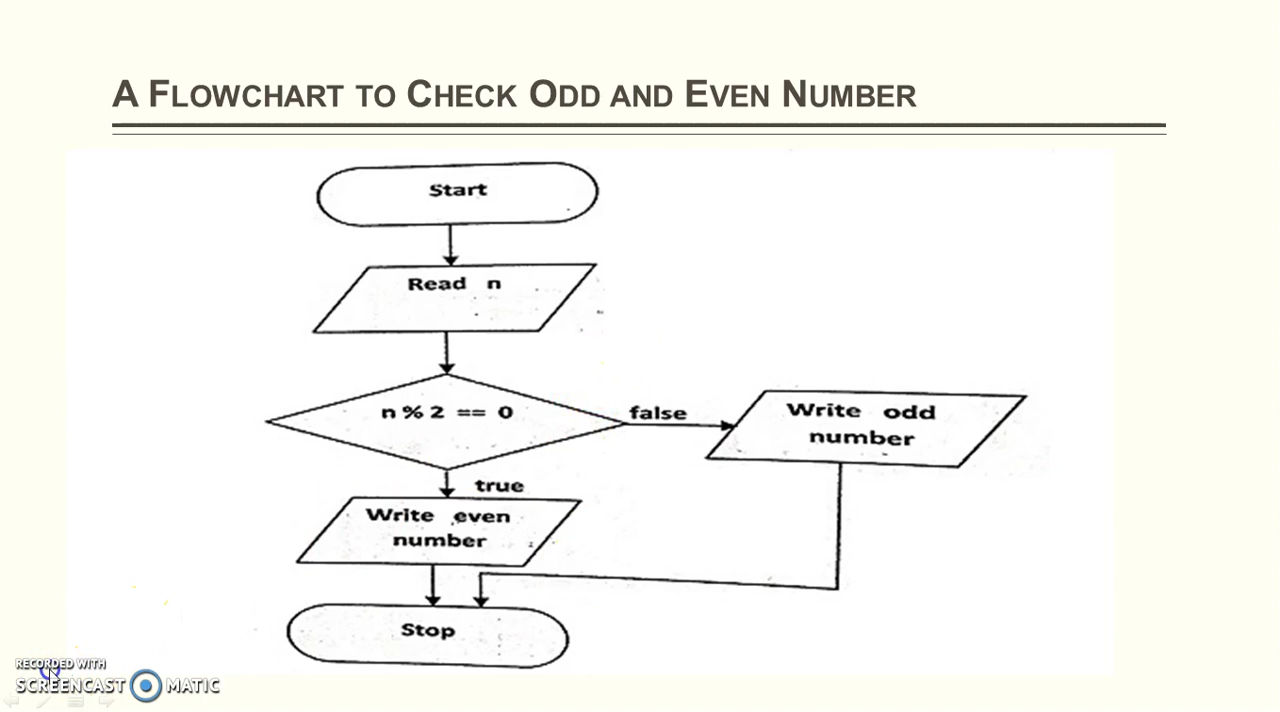 A FLOWCHART TO CHECK ODD AND EVEN NUMBER
Start
Read n
n % 2 == 0
false
Write odd
number
true
Write even
number
Stop
RECORDED WITH
SCREENCAST MATIC